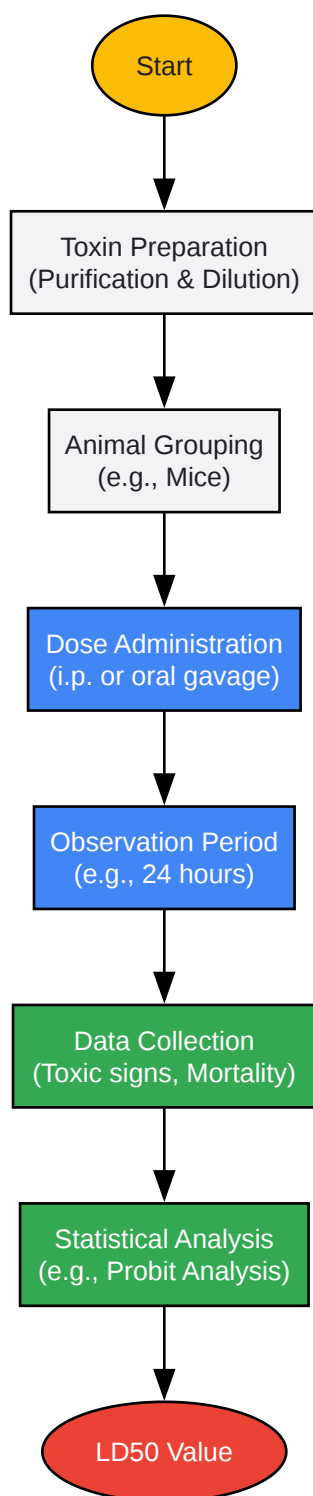 Start
Toxin Preparation
(Purification & Dilution)
Animal Grouping
(e.g., Mice)
Dose Administration
(i.p. or oral gavage)
Observation Period
(e.g., 24 hours)
Data Collection
(Toxic signs, Mortality)
Statistical Analysis
(e.g., Probit Analysis)
LD50 Value